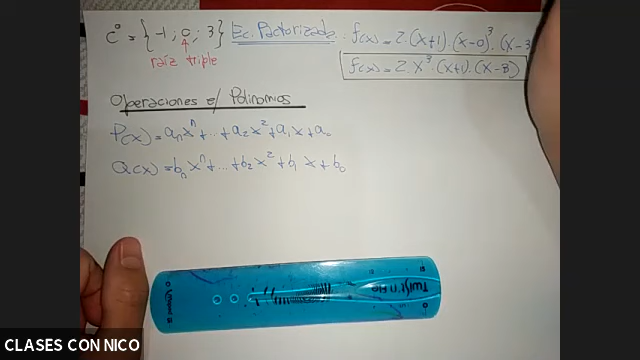 C⁰ = { -1 ; 0 ; 3 } Ec. Factorizada: f(x) = 2·(x+1)·(x-0)³·(x-3
raíz triple
f(x) = 2·x³·(x+1)·(x-3)
Operaciones e/ Polinomios
P(x) = aₙxⁿ + ... + a₂x² + a₁x + a₀
Q(x) = bₙxⁿ + ... + b₂x² + b₁x + b₀
Twist n Flex
CLASES CON NICO